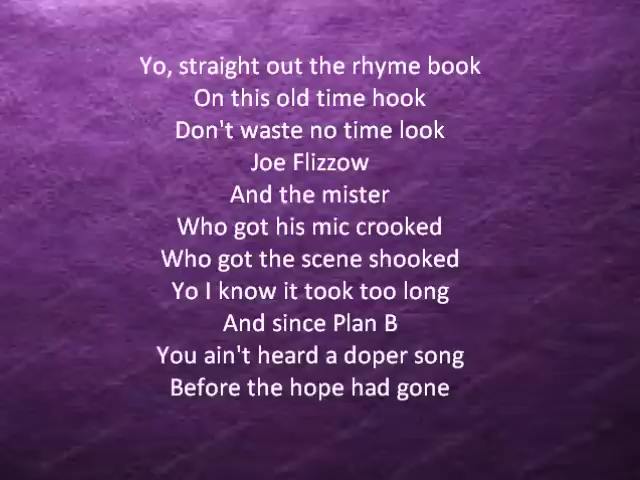 Yo, straight out the rhyme book
On this old time hook
Don't waste no time look
Joe Flizzow
And the mister
Who got his mic crooked
Who got the scene shooked
Yo I know it took too long
And since Plan B
You ain't heard a doper song
Before the hope had gone